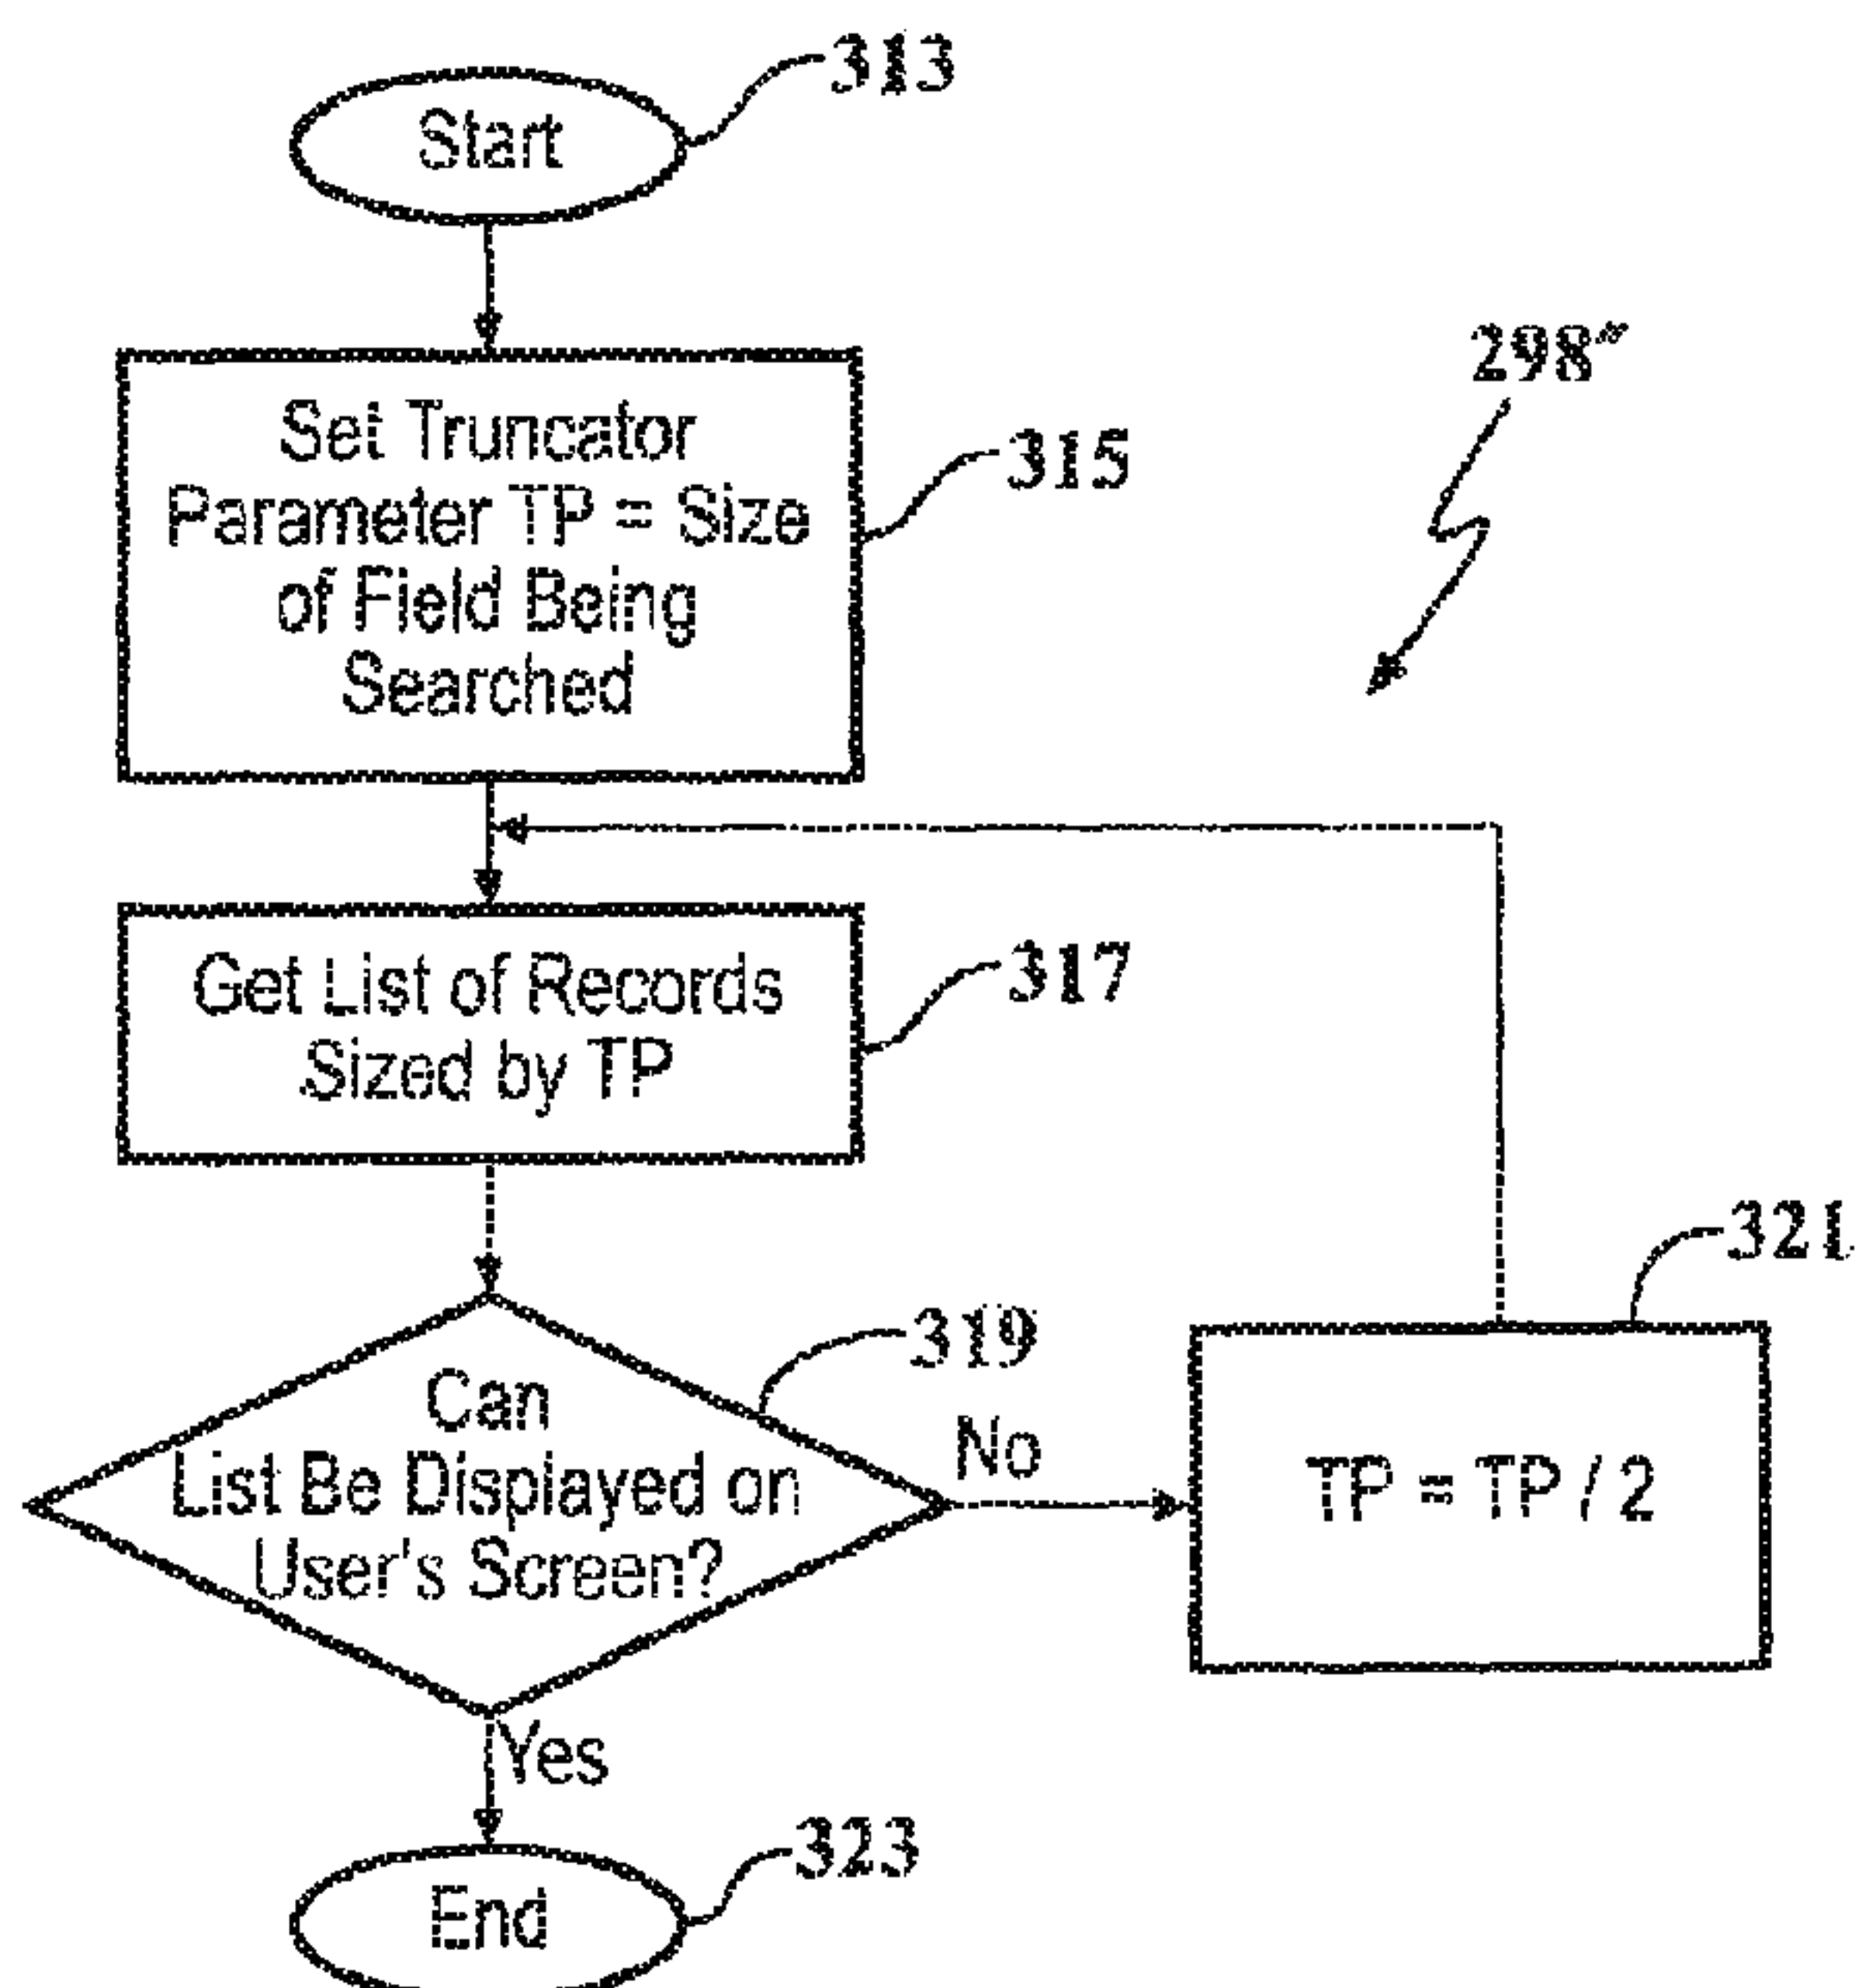 313
Start
298"
Set Truncator
Parameter TP = Size
of Field Being
Searched
315
Get List of Records
Sized by TP
317
319
Can
List Be Displayed on
User's Screen?
No
321
TP = TP / 2
Yes
323
End